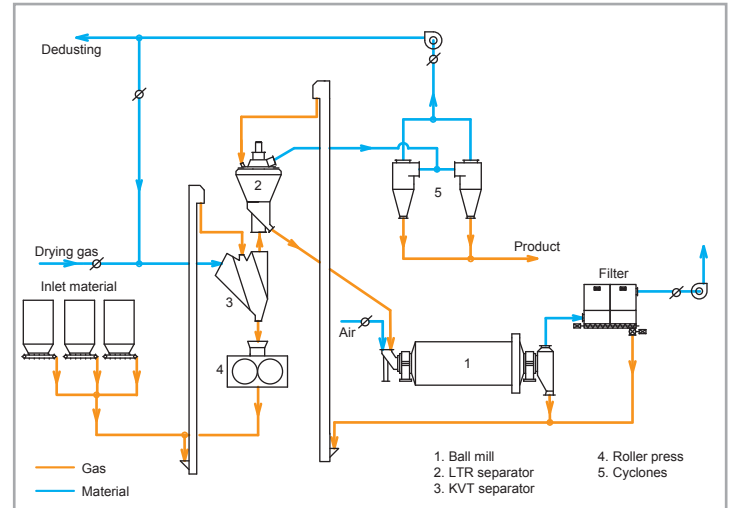 Dedusting
2
5
Drying gas
Product
Inlet material
Filter
3
Air
4
1
Gas
Material
1. Ball mill
2. LTR separator
3. KVT separator
4. Roller press
5. Cyclones